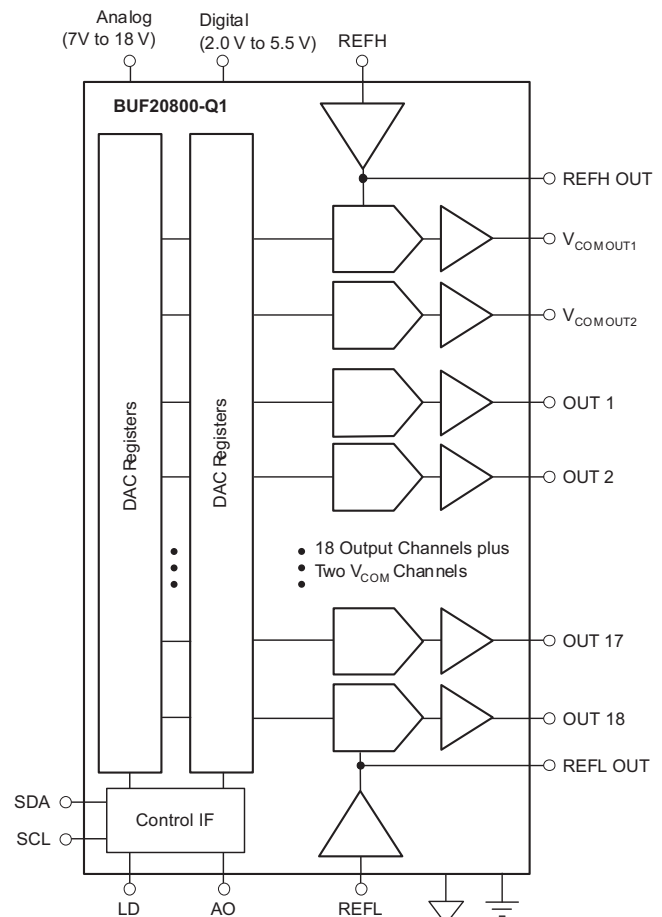 Analog
(7V to 18 V)
Digital
(2.0 V to 5.5 V)
REFH
BUF20800-Q1
REFH OUT
VCOMOUT1
VCOMOUT2
OUT 1
OUT 2
DAC Registers
DAC Registers
18 Output Channels plus
Two VCOM Channels
OUT 17
OUT 18
REFL OUT
SDA
SCL
Control IF
LD
AO
REFL